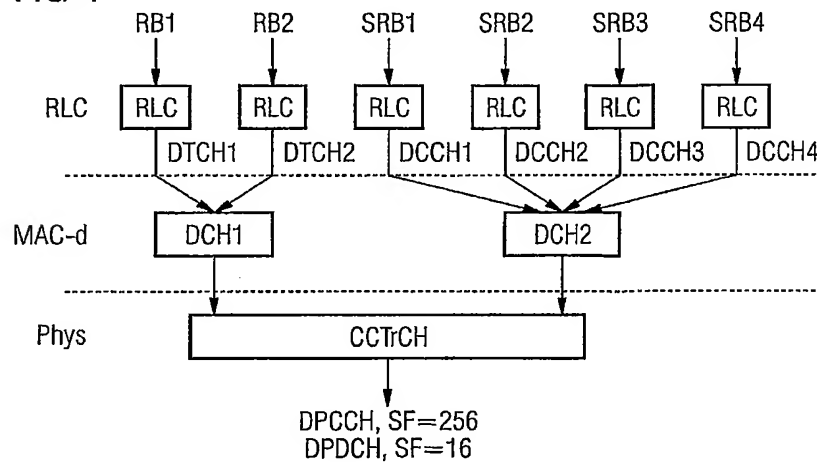 RB1 RB2 SRB1 SRB2 SRB3 SRB4
RLC RLC RLC RLC RLC RLC RLC
DTCH1 DTCH2 DCCH1 DCCH2 DCCH3 DCCH4
MAC-d DCH1 DCH2
Phys CCTrCH
DPCCH, SF=256
DPDCH, SF=16